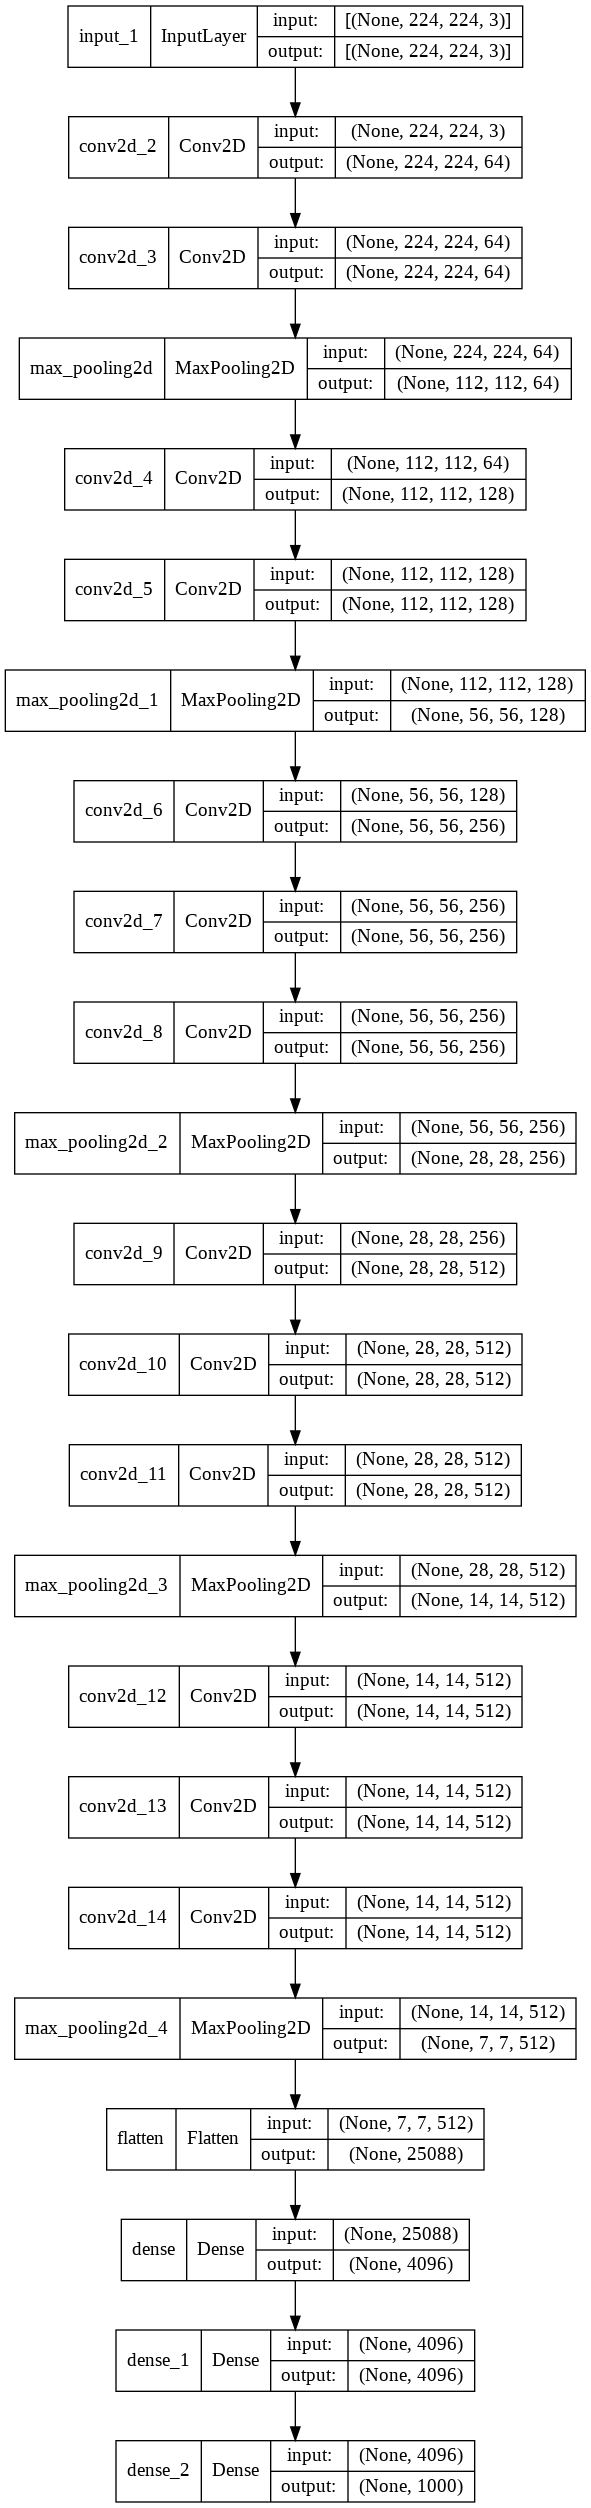 input_1 InputLayer input: [(None, 224, 224, 3)]
output: [(None, 224, 224, 3)]
conv2d_2 Conv2D input: (None, 224, 224, 3)
output: (None, 224, 224, 64)
conv2d_3 Conv2D input: (None, 224, 224, 64)
output: (None, 224, 224, 64)
max_pooling2d MaxPooling2D input: (None, 224, 224, 64)
output: (None, 112, 112, 64)
conv2d_4 Conv2D input: (None, 112, 112, 64)
output: (None, 112, 112, 128)
conv2d_5 Conv2D input: (None, 112, 112, 128)
output: (None, 112, 112, 128)
max_pooling2d_1 MaxPooling2D input: (None, 112, 112, 128)
output: (None, 56, 56, 128)
conv2d_6 Conv2D input: (None, 56, 56, 128)
output: (None, 56, 56, 256)
conv2d_7 Conv2D input: (None, 56, 56, 256)
output: (None, 56, 56, 256)
conv2d_8 Conv2D input: (None, 56, 56, 256)
output: (None, 56, 56, 256)
max_pooling2d_2 MaxPooling2D input: (None, 56, 56, 256)
output: (None, 28, 28, 256)
conv2d_9 Conv2D input: (None, 28, 28, 256)
output: (None, 28, 28, 512)
conv2d_10 Conv2D input: (None, 28, 28, 512)
output: (None, 28, 28, 512)
conv2d_11 Conv2D input: (None, 28, 28, 512)
output: (None, 28, 28, 512)
max_pooling2d_3 MaxPooling2D input: (None, 28, 28, 512)
output: (None, 14, 14, 512)
conv2d_12 Conv2D input: (None, 14, 14, 512)
output: (None, 14, 14, 512)
conv2d_13 Conv2D input: (None, 14, 14, 512)
output: (None, 14, 14, 512)
conv2d_14 Conv2D input: (None, 14, 14, 512)
output: (None, 14, 14, 512)
max_pooling2d_4 MaxPooling2D input: (None, 14, 14, 512)
output: (None, 7, 7, 512)
flatten Flatten input: (None, 7, 7, 512)
output: (None, 25088)
dense Dense input: (None, 25088)
output: (None, 4096)
dense_1 Dense input: (None, 4096)
output: (None, 4096)
dense_2 Dense input: (None, 4096)
output: (None, 1000)